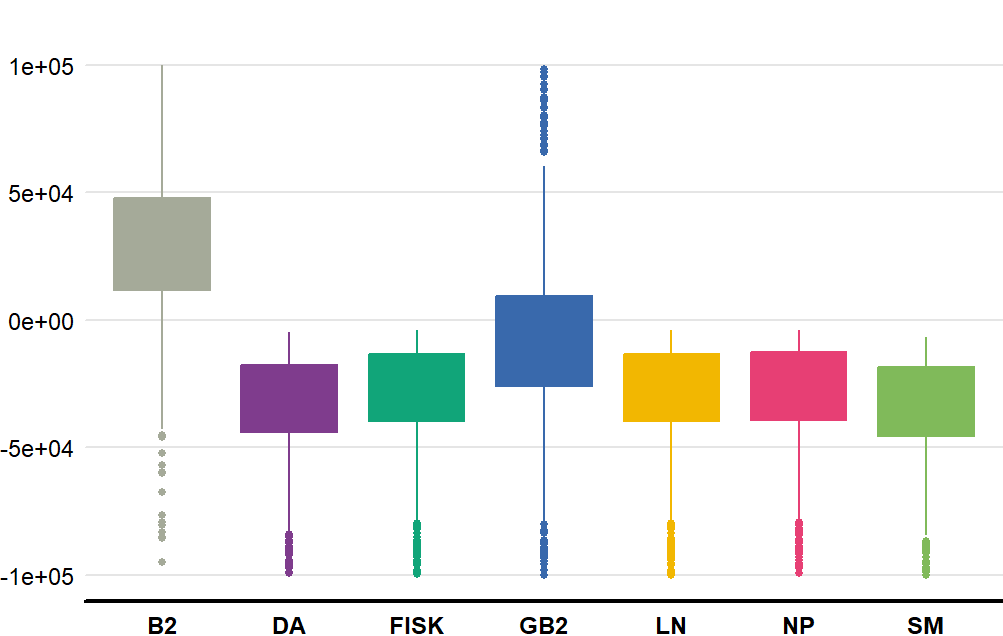 1e+05
5e+04
0e+00
-5e+04
-1e+05
B2 DA FISK GB2 LN NP SM